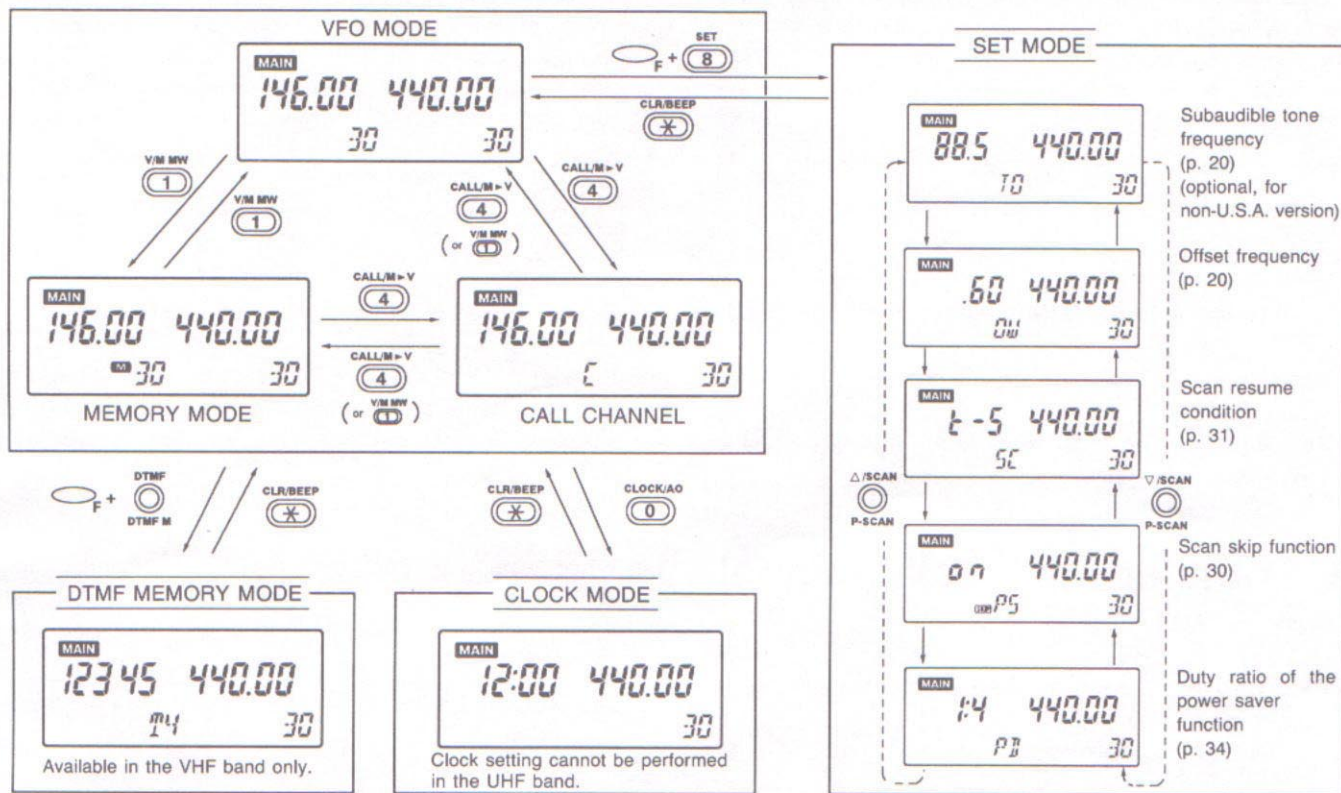 VFO MODE
MAIN
146.00 440.00
30 30
V/M MW
1
V/M MW
1
CALL/M►V
4
(or V/M MW 1)
CALL/M►V
4
MAIN
146.00 440.00
M 30 30
MEMORY MODE
CALL/M►V
4
CALL/M►V
4
(or V/M MW 1)
MAIN
146.00 440.00
C 30
CALL CHANNEL
F + SET
8
CLR/BEEP
*
F + DTMF
DTMF M
CLR/BEEP
*
CLR/BEEP
*
CLOCK/AO
0
DTMF MEMORY MODE
MAIN
12345 440.00
T4 30
Available in the VHF band only.
CLOCK MODE
MAIN
12:00 440.00
30
Clock setting cannot be performed
in the UHF band.
SET MODE
MAIN
88.5 440.00
TO 30
Subaudible tone
frequency
(p. 20)
(optional, for
non-U.S.A. version)
MAIN
.60 440.00
OW 30
Offset frequency
(p. 20)
MAIN
t-5 440.00
SC 30
Scan resume
condition
(p. 31)
△/SCAN
P-SCAN
▽/SCAN
P-SCAN
MAIN
on 440.00
PS 30
Scan skip function
(p. 30)
MAIN
1:4 440.00
PD 30
Duty ratio of the
power saver
function
(p. 34)